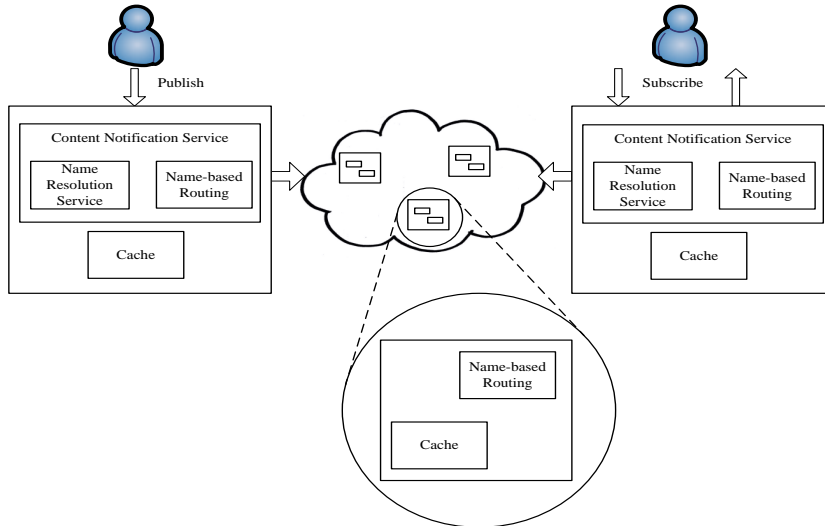 Publish
Subscribe
Content Notification Service
Name
Resolution
Service
Name-based
Routing
Cache
Content Notification Service
Name
Resolution
Service
Name-based
Routing
Cache
Name-based
Routing
Cache